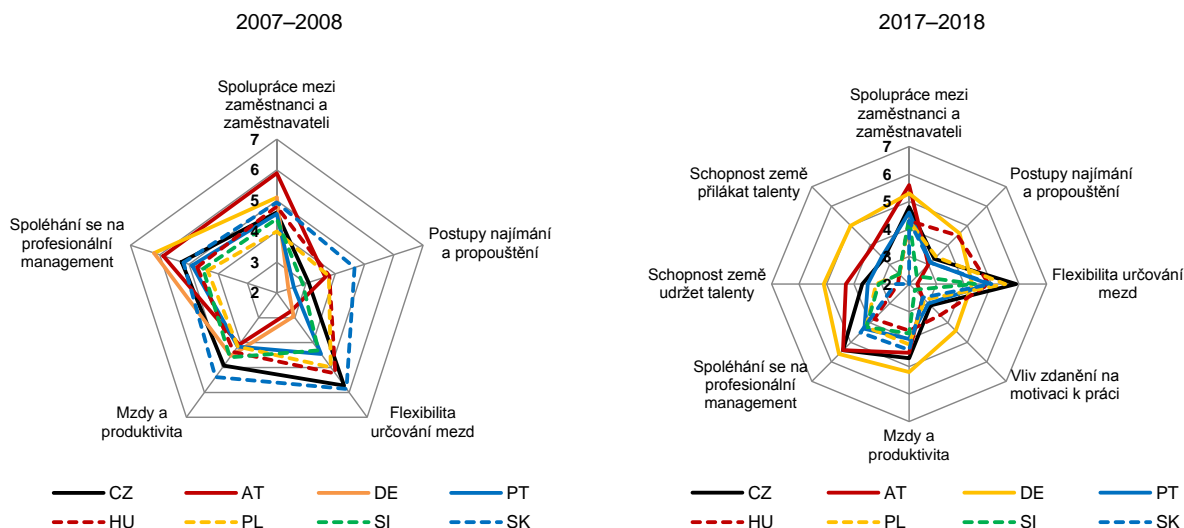 2007–2008
Spolupráce mezi
zaměstnanci a
zaměstnavateli
7
6
5
4
3
2
Postupy najímání
a propouštění
Flexibilita
určování mezd
Mzdy a
produktivita
Spoléhání se na
profesionální
management
CZ
AT
DE
PT
HU
PL
SI
SK
2017–2018
Spolupráce mezi
zaměstnanci a
zaměstnavateli
7
6
5
4
3
2
Postupy najímání
a propouštění
Flexibilita určování
mezd
Vliv zdanění na
motivaci k práci
Mzdy a
produktivita
Spoléhání se na
profesionální
management
Schopnost země
udržet talenty
Schopnost země
přilákat talenty
CZ
AT
DE
PT
HU
PL
SI
SK